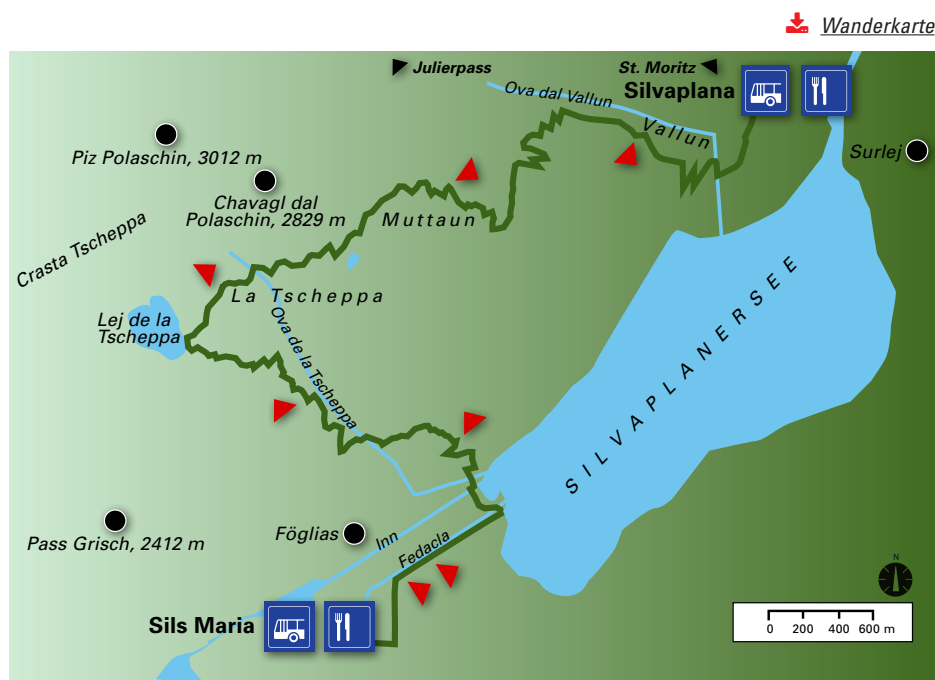 Wanderkarte
Julierpass
St. Moritz
Silvaplana
Ova dal Vallun
Vallun
Surlej
Piz Polaschin, 3012 m
Chavagl dal
Polaschin, 2829 m
Muttaun
Crasta Tscheppa
La Tscheppa
Lej de la
Tscheppa
Ova de la Tscheppa
SILVAPLANERSEE
Pass Grisch, 2412 m
Föglias
Inn
Fedacla
Sils Maria
N
0 200 400 600 m